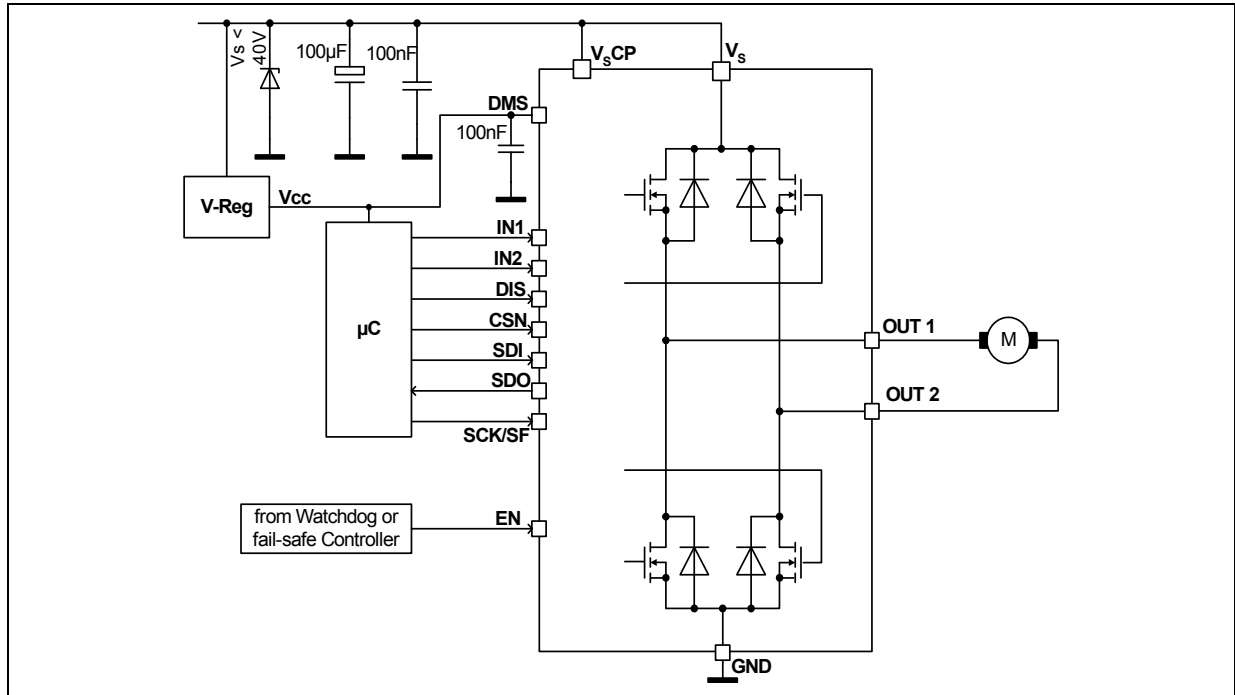 Vs <
40V
100µF
100nF
VSCP
VS
DMS
100nF
V-Reg
Vcc
IN1
IN2
DIS
CSN
SDI
SDO
SCK/SF
µC
OUT 1
M
OUT 2
from Watchdog or
fail-safe Controller
EN
GND